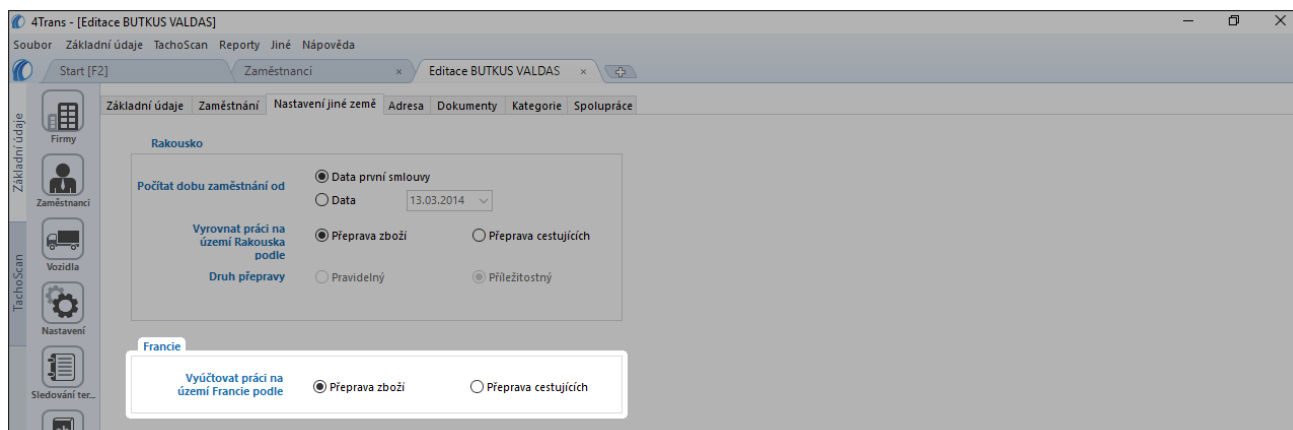 4Trans - [Editace BUTKUS VALDAS]
Soubor Základní údaje TachoScan Reporty Jiné Nápověda
Start [F2] Zaměstnanci × Editace BUTKUS VALDAS ×
Základní údaje Zaměstnání Nastavení jiné země Adresa Dokumenty Kategorie Spolupráce
Základní údaje
TachoScan
Firmy
Zaměstnanci
Vozidla
Nastavení
Sledování ter...
Rakousko
Počítat dobu zaměstnání od
Data první smlouvy
Data 13.03.2014
Vyrovnat práci na
území Rakouska
podle
Přeprava zboží Přeprava cestujících
Druh přepravy Pravidelný Příležitostný
Francie
Vyúčtovat práci na
území Francie podle
Přeprava zboží Přeprava cestujících